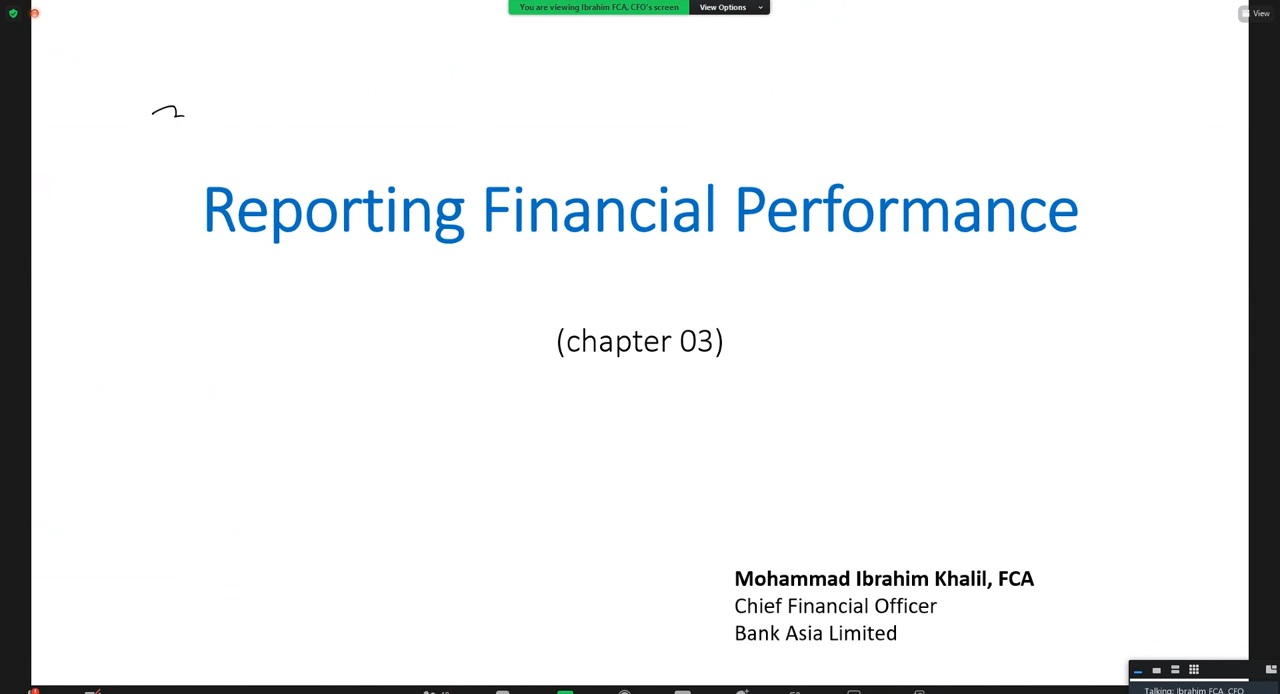 You are viewing Ibrahim FCA, CFO's screen
View Options
View
Reporting Financial Performance
(chapter 03)
Mohammad Ibrahim Khalil, FCA
Chief Financial Officer
Bank Asia Limited
Talking: Ibrahim FCA, CFO